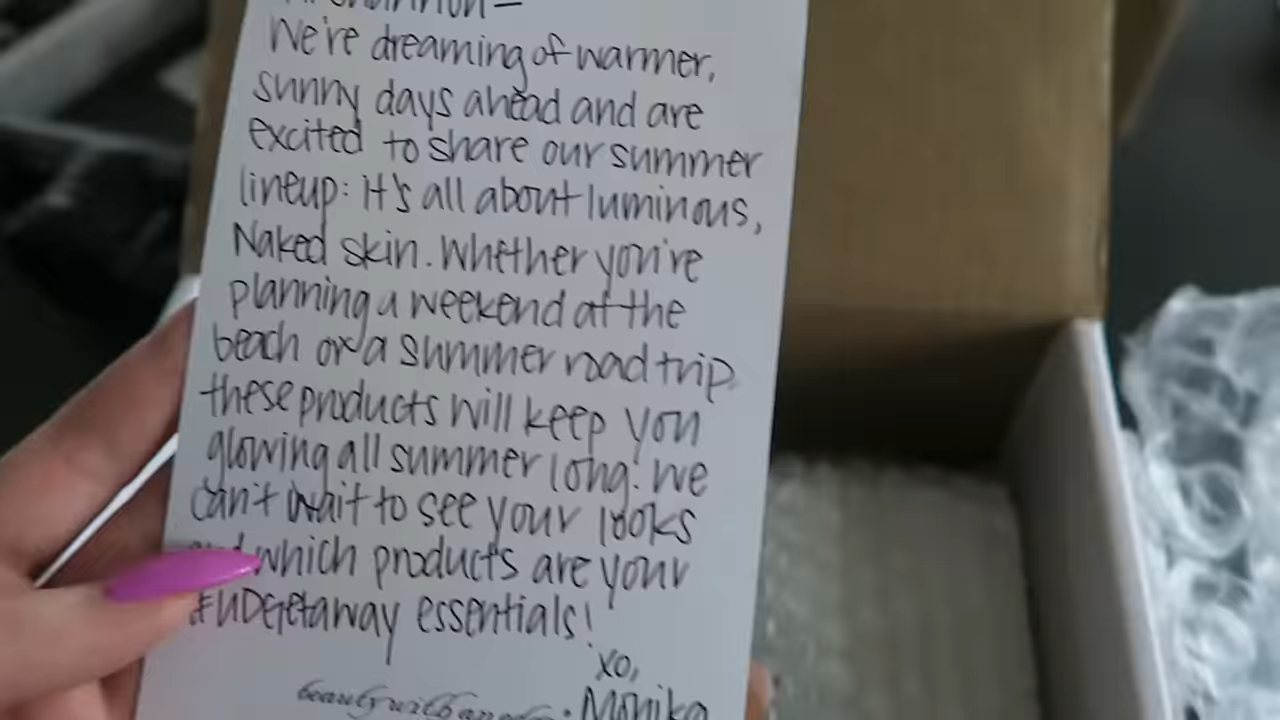 We're dreaming of warmer,
sunny days ahead and are
excited to share our summer
lineup: it's all about luminous,
Naked skin. Whether you're
planning a weekend at the
beach or a summer road trip,
these products will keep you
glowing all summer long! We
can't wait to see your looks
and which products are your
#UDGetaway essentials!
xo,
Monika